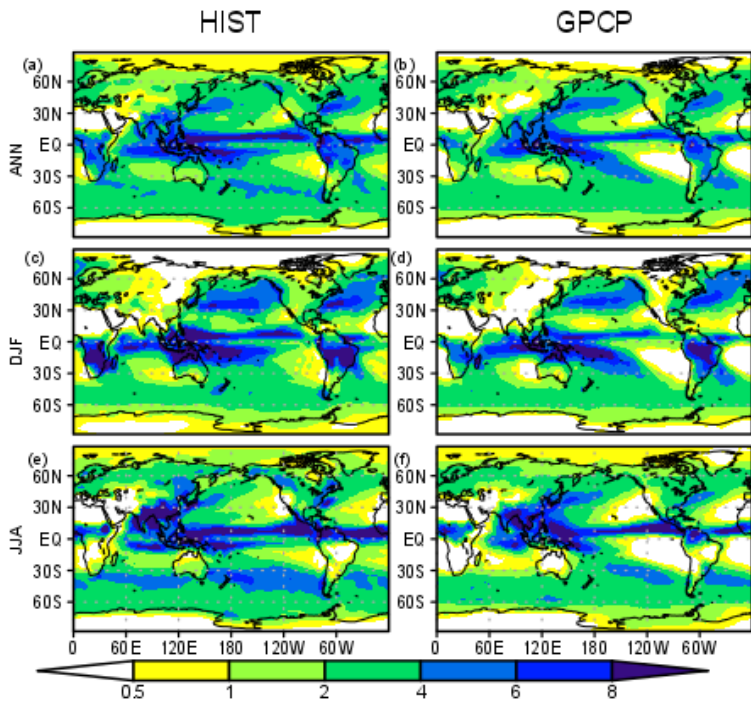 HIST GPCP
(a) (b)
60N 60N
30N 30N
ANN EQ EQ
30S 30S
60S 60S
(c) (d)
60N 60N
30N 30N
DJF EQ EQ
30S 30S
60S 60S
(e) (f)
60N 60N
30N 30N
JJA EQ EQ
30S 30S
60S 60S
0 60E 120E 180 120W 60W 0 60E 120E 180 120W 60W
0.5 1 2 4 6 8